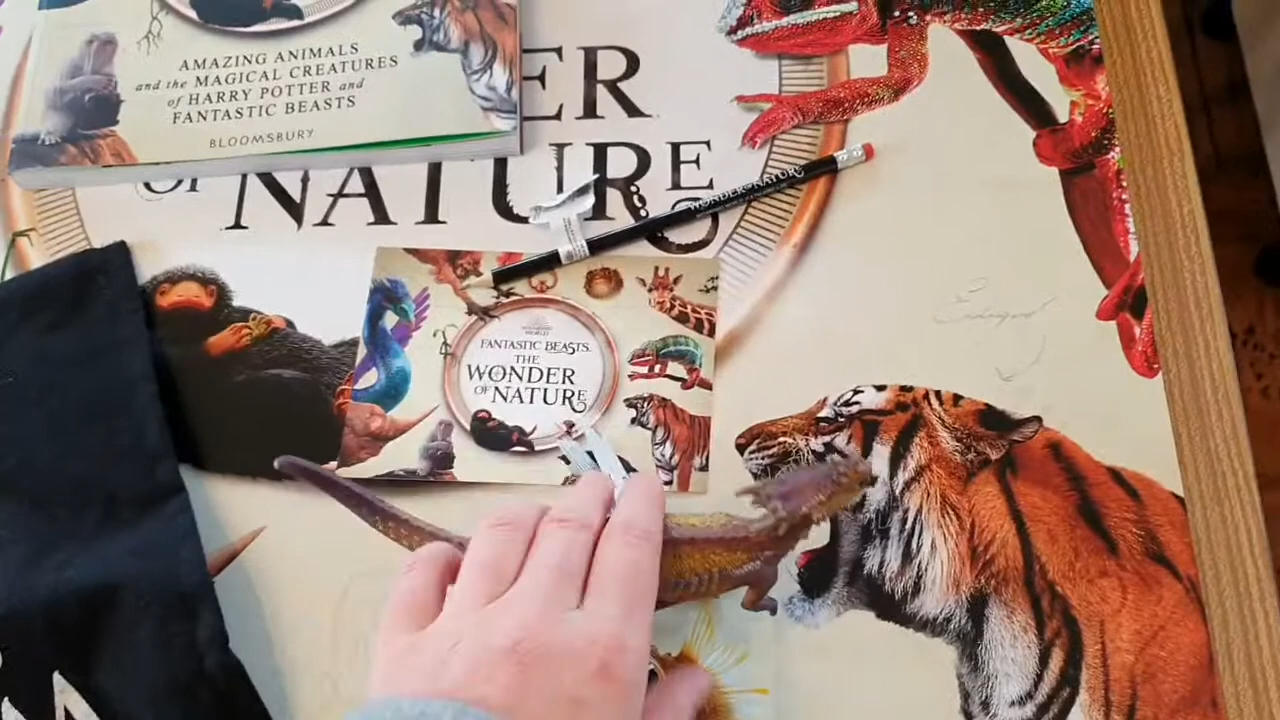 AMAZING ANIMALS
and the MAGICAL CREATURES
of HARRY POTTER and
FANTASTIC BEASTS
BLOOMSBURY
ER
OF NATURE
WONDER OF NATURE
FANTASTIC BEASTS
THE
WONDER
OF NATURE